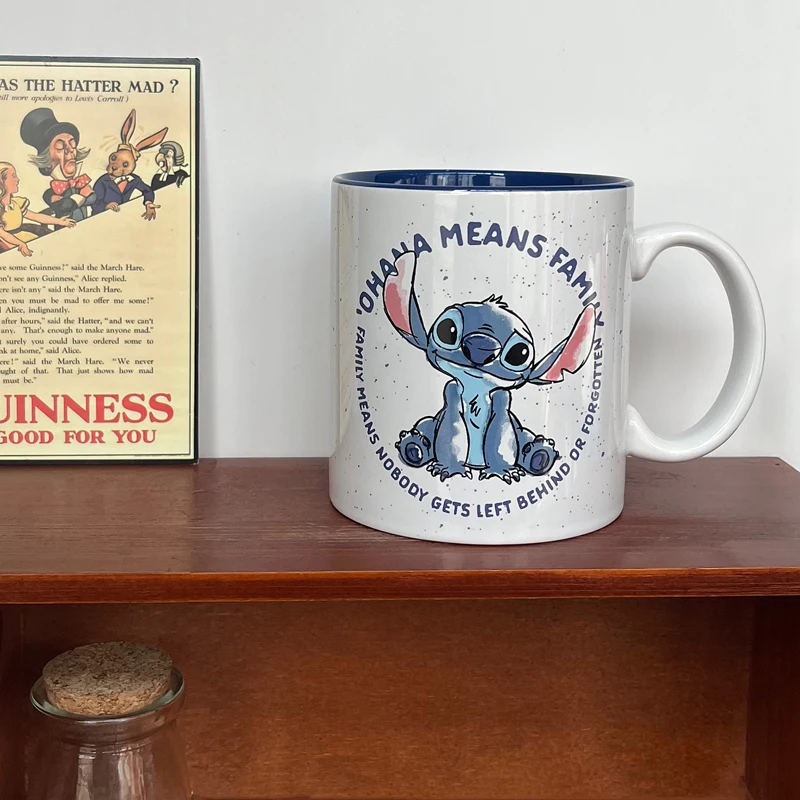 AS THE HATTER MAD ?
till more apologies to Lewis Carroll)
ve some Guinness?" said the March Hare.
on't see any Guinness," Alice replied.
ere isn't any" said the March Hare.
en you must be mad to offer me some!"
Alice, indignantly.
after hours," said the Hatter, "and we can't
any. That's enough to make anyone mad."
t surely you could have ordered some to
nk at home," said Alice.
ere!" said the March Hare. "We never
ught of that. That just shows how mad
must be."
UINNESS
GOOD FOR YOU
'OHANA MEANS FAMILY
FAMILY MEANS NOBODY GETS LEFT BEHIND OR FORGOTTEN